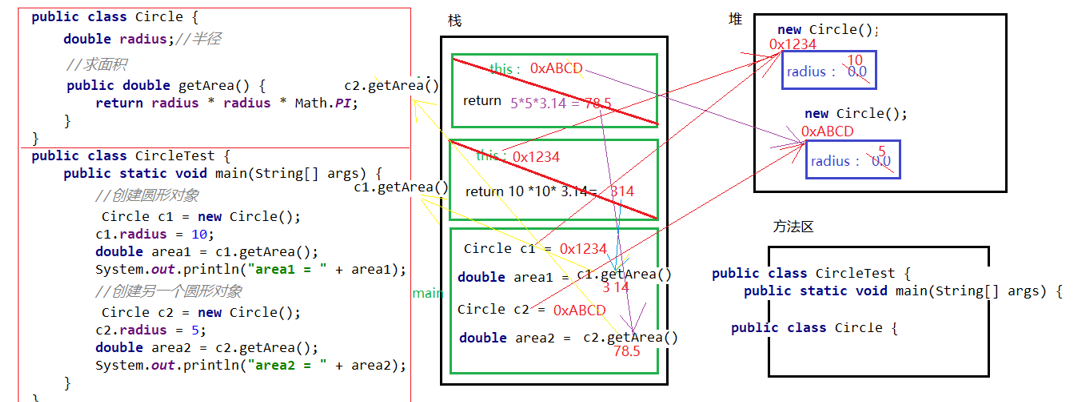 public class Circle {
double radius;//半径
//求面积
public double getArea() {
return radius * radius * Math.PI;
}
}
public class CircleTest {
public static void main(String[] args) {
//创建圆形对象
Circle c1 = new Circle();
c1.radius = 10;
double area1 = c1.getArea();
System.out.println("area1 = " + area1);
//创建另一个圆形对象
Circle c2 = new Circle();
c2.radius = 5;
double area2 = c2.getArea();
System.out.println("area2 = " + area2);
}
}
栈
c2.getArea()
this : 0xABCD
return 5*5*3.14 = 78.5
c1.getArea()
this : 0x1234
return 10 *10* 3.14= 314
main
Circle c1 = 0x1234
double area1 = c1.getArea()
3 14
Circle c2 = 0xABCD
double area2 = c2.getArea()
78.5
堆
new Circle();
0x1234
10
radius : 0.0
new Circle();
0xABCD
5
radius : 0.0
方法区
public class CircleTest {
public static void main(String[] args) {
public class Circle {